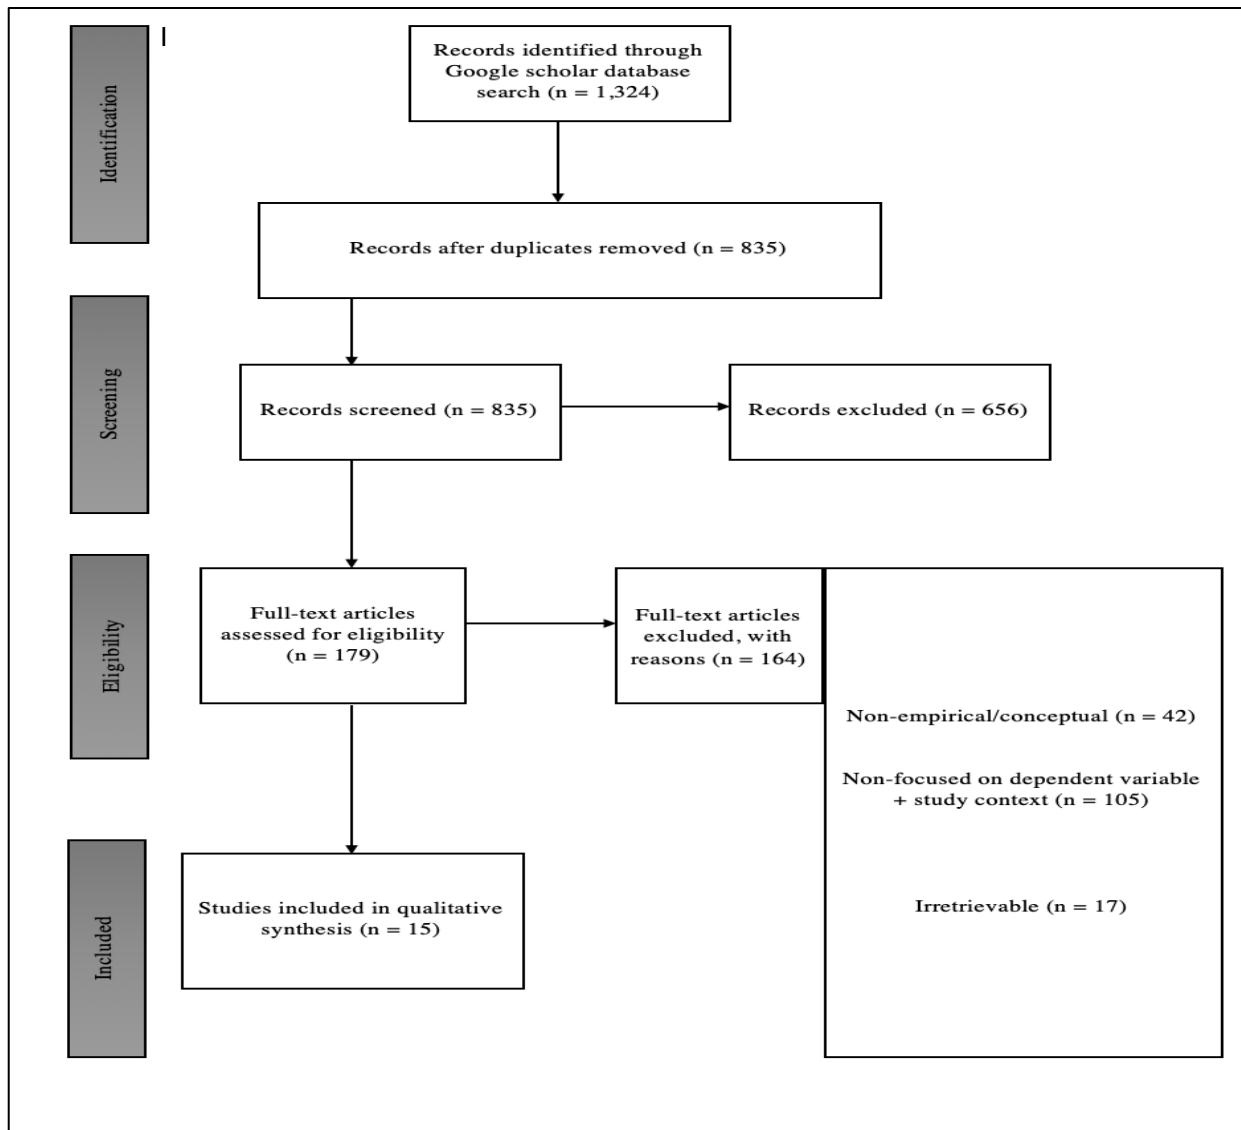 Identification
Records identified through
Google scholar database
search (n = 1,324)
Records after duplicates removed (n = 835)
Screening
Records screened (n = 835)
Records excluded (n = 656)
Eligibility
Full-text articles
assessed for eligibility
(n = 179)
Full-text articles
excluded, with
reasons (n = 164)
Non-empirical/conceptual (n = 42)
Non-focused on dependent variable
+ study context (n = 105)
Irretrievable (n = 17)
Included
Studies included in qualitative
synthesis (n = 15)